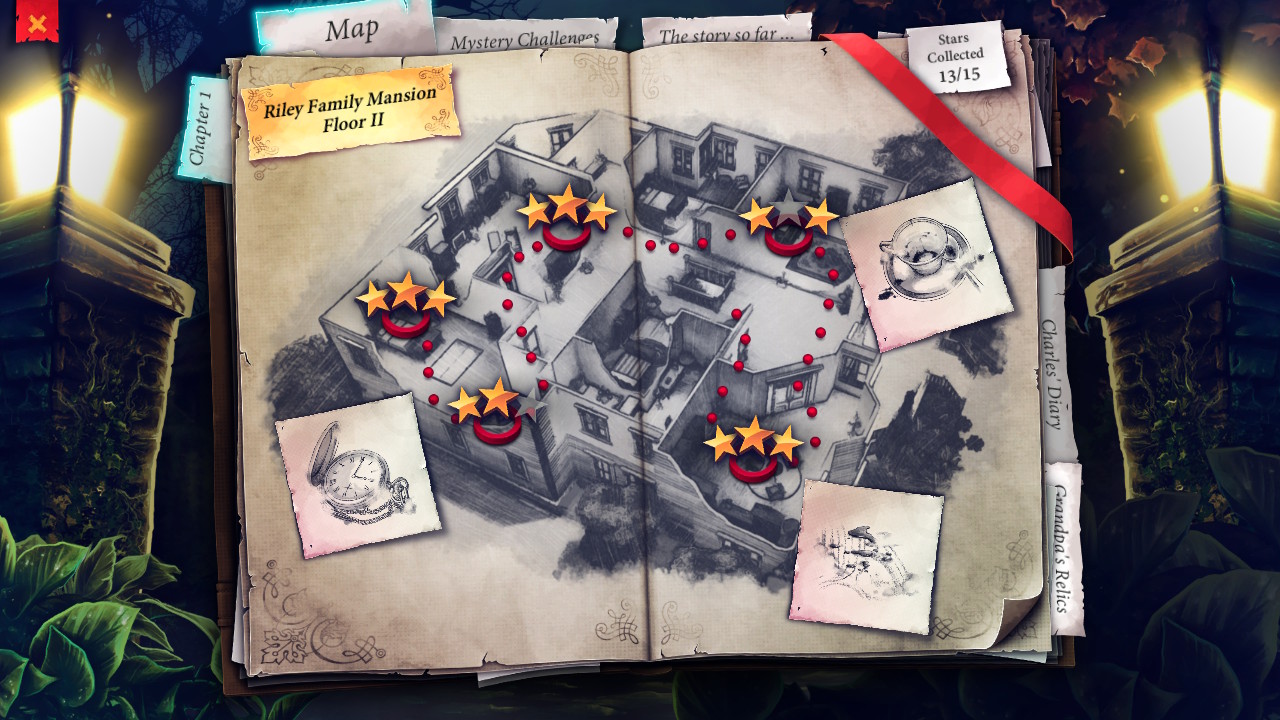 Map
Mystery Challenges
The story so far ...
Stars
Collected
13/15
Chapter 1
Riley Family Mansion
Floor II
Charles' Diary
Grandpa's Relics